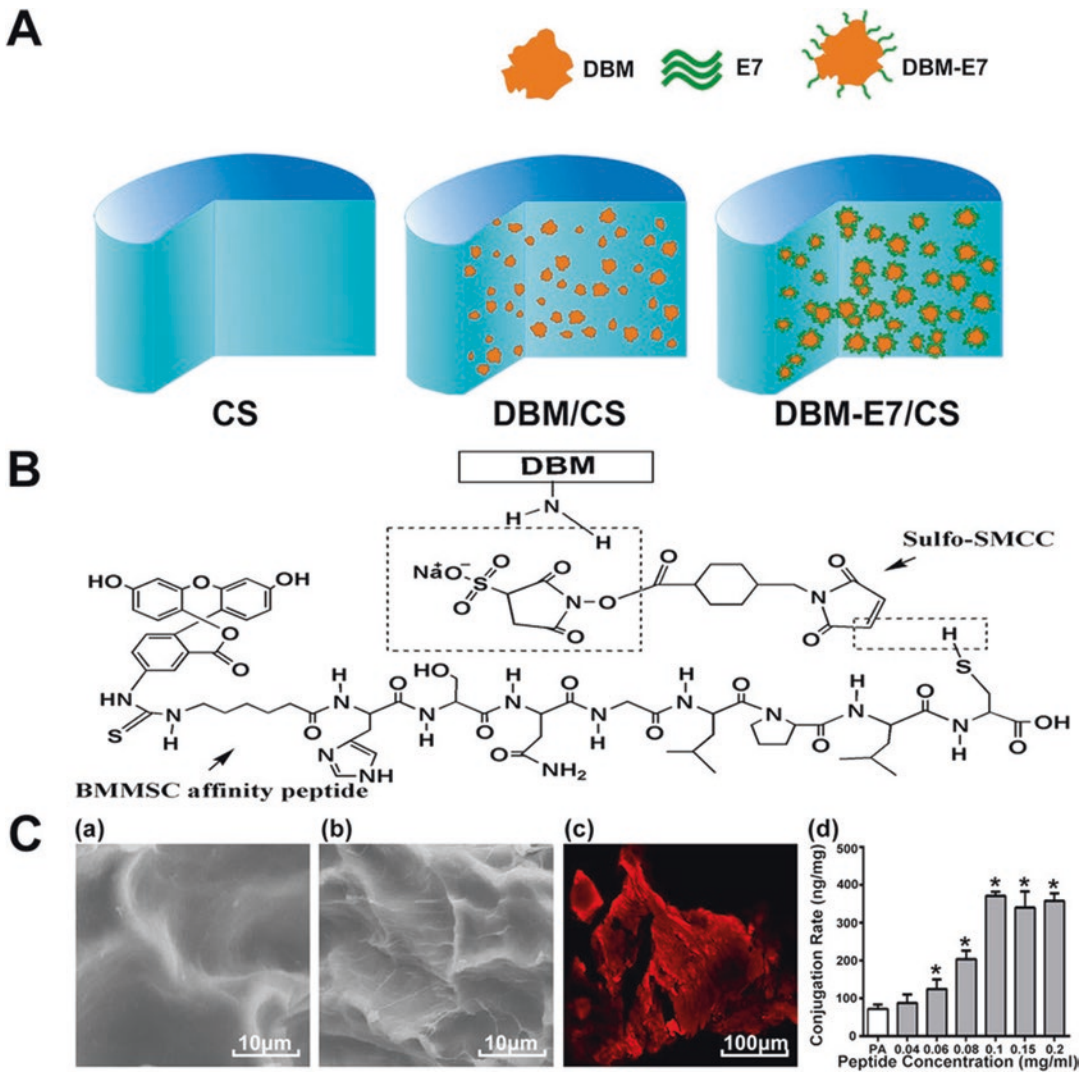 A
DBM
E7
DBM-E7
CS
DBM/CS
DBM-E7/CS
B
DBM
N
H
H
Sulfo-SMCC
Na+O−
S
O
O
O
O
N
O
O
N
O
O
H
S
HO
O
OH
O
O
NH
S
N
H
O
H
N
O
HO
N
H
O
H
N
O
N
H
O
H
N
O
N
O
H
N
O
N
H
O
OH
N
NH
O
NH2
BMMSC affinity peptide
C
(a)
(b)
(c)
(d)
10μm
10μm
100μm
Conjugation Rate (ng/mg)
500
400
300
200
100
0
* * * * *
PA 0.04 0.06 0.08 0.1 0.15 0.2
Peptide Concentration (mg/ml)